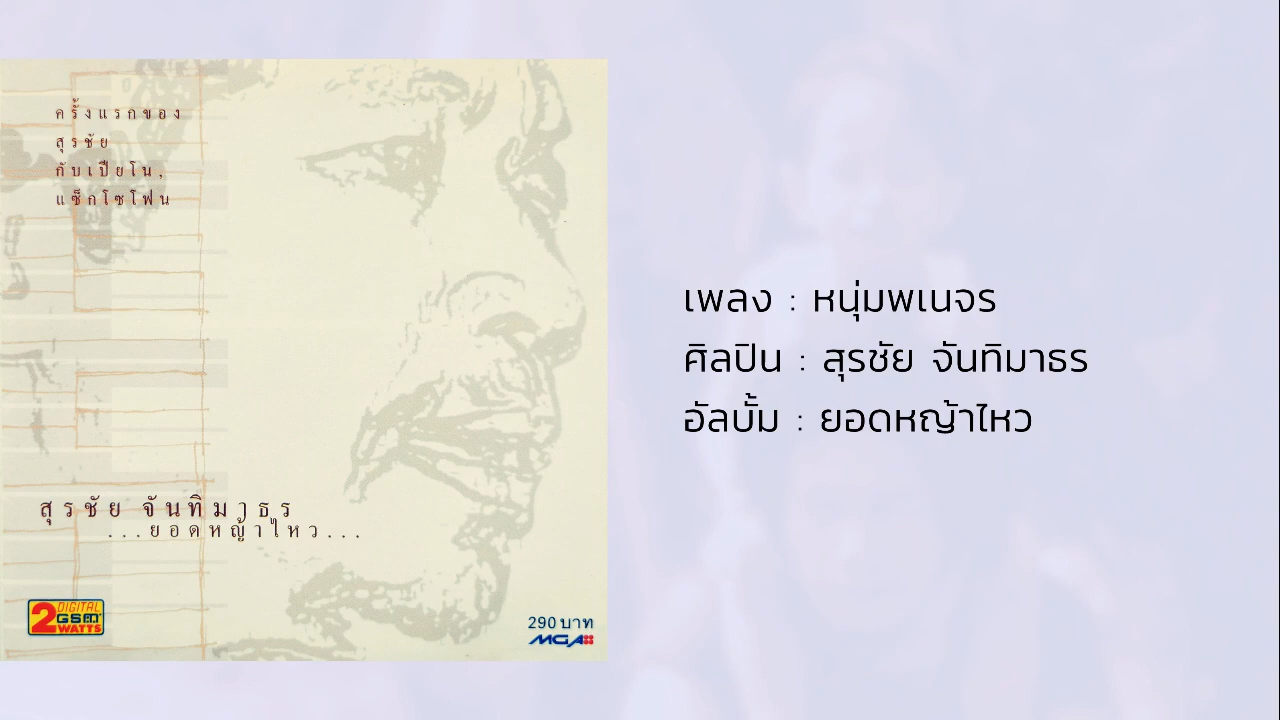 ครั้งแรกของ
สุรชัย
กับเปียโน,
แซ็กโซโฟน
สุรชัย จันทิมาธร
...ยอดหญ้าไหว...
2 DIGITAL
WATTS
290 บาท
MGA
เพลง : หนุ่มพเนจร
ศิลปิน : สุรชัย จันทิมาธร
อัลบั้ม : ยอดหญ้าไหว